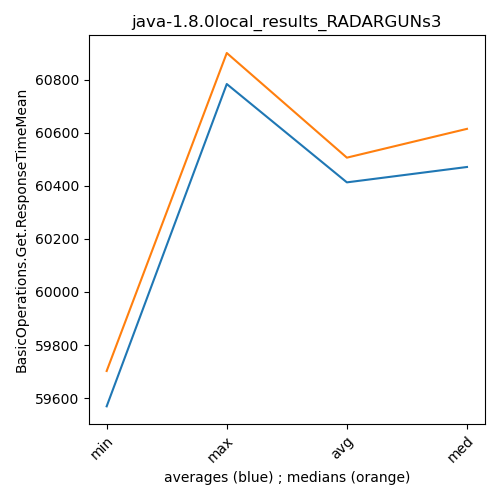 java-1.8.0local_results_RADARGUNs3
BasicOperations.Get.ResponseTimeMean
60800
60600
60400
60200
60000
59800
59600
min
max
avg
med
averages (blue) ; medians (orange)